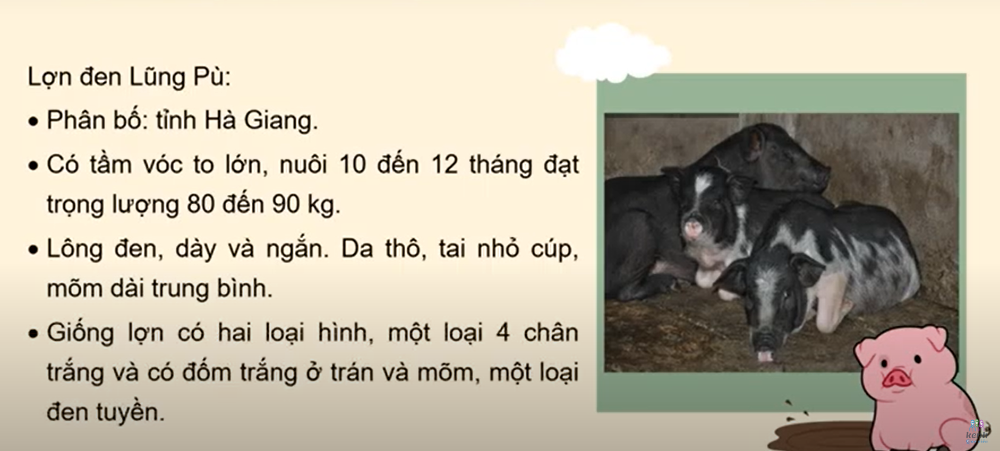 Lợn đen Lũng Pù:
• Phân bố: tỉnh Hà Giang.
• Có tầm vóc to lớn, nuôi 10 đến 12 tháng đạt
trọng lượng 80 đến 90 kg.
• Lông đen, dày và ngắn. Da thô, tai nhỏ cúp,
mõm dài trung bình.
• Giống lợn có hai loại hình, một loại 4 chân
trắng và có đốm trắng ở trán và mõm, một loại
đen tuyền.
kenh